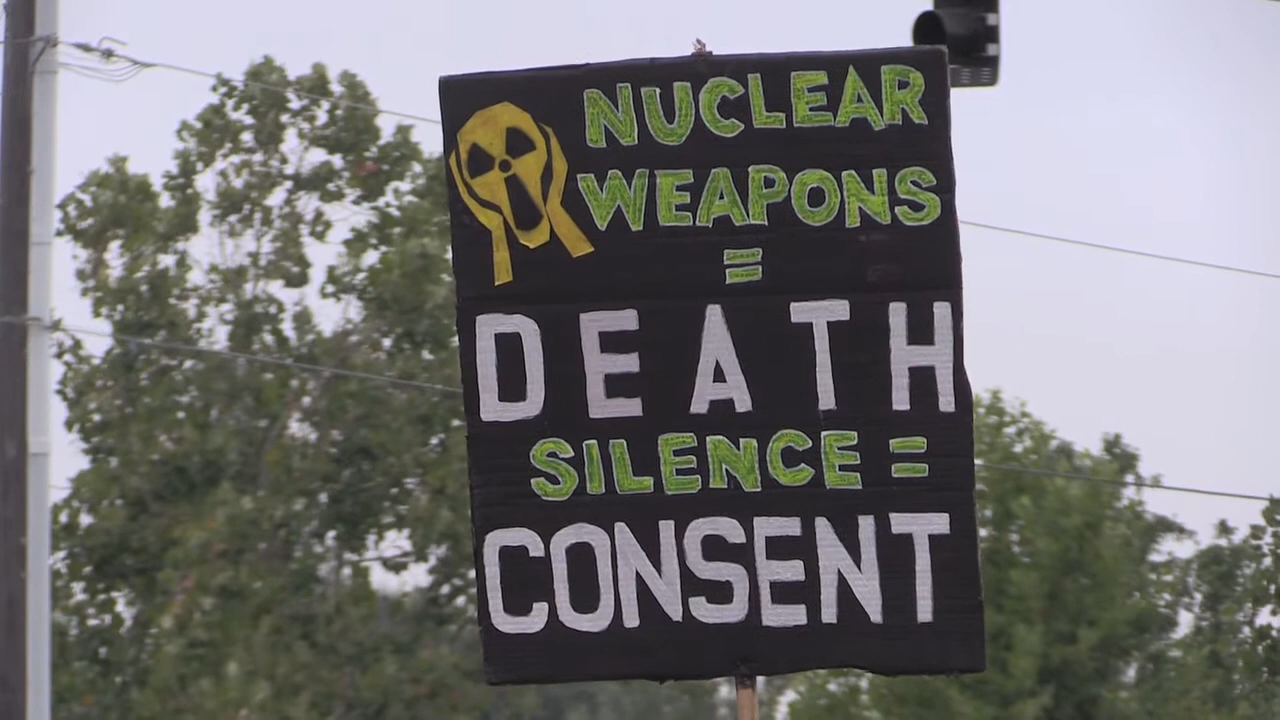 NUCLEAR
WEAPONS
=
DEATH
SILENCE =
CONSENT